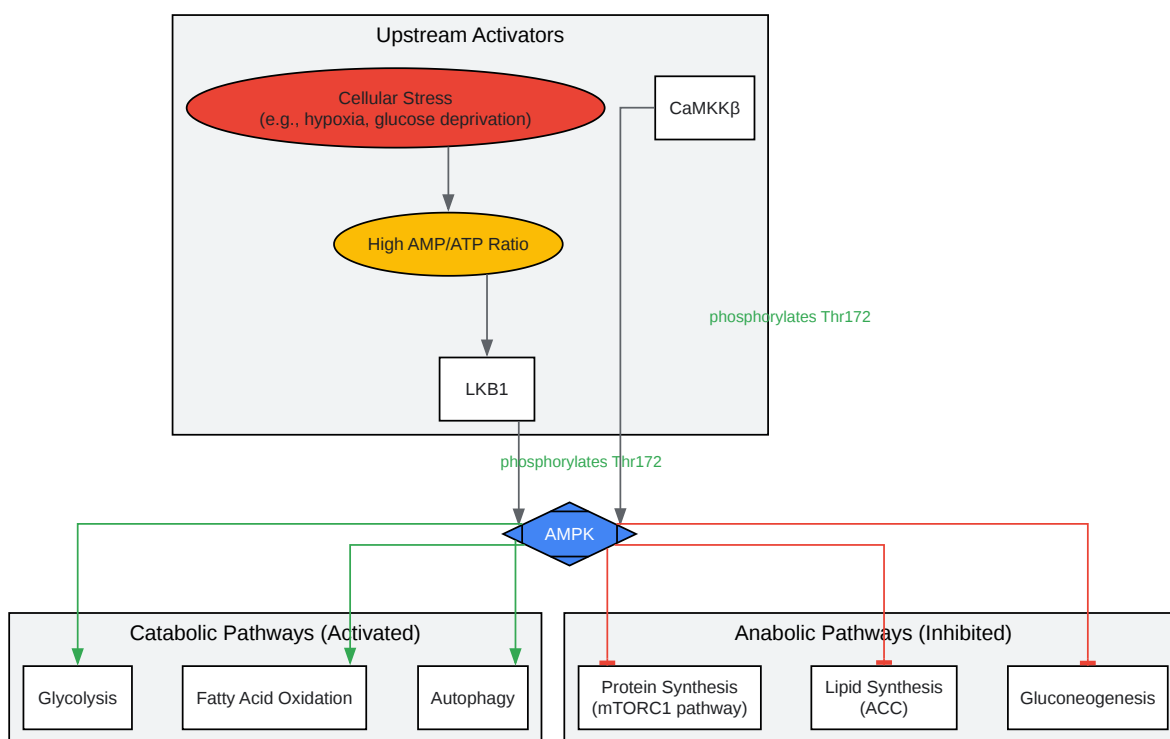 Upstream Activators
Cellular Stress
(e.g., hypoxia, glucose deprivation)
CaMKKβ
High AMP/ATP Ratio
phosphorylates Thr172
LKB1
phosphorylates Thr172
AMPK
Catabolic Pathways (Activated)
Glycolysis
Fatty Acid Oxidation
Autophagy
Anabolic Pathways (Inhibited)
Protein Synthesis
(mTORC1 pathway)
Lipid Synthesis
(ACC)
Gluconeogenesis